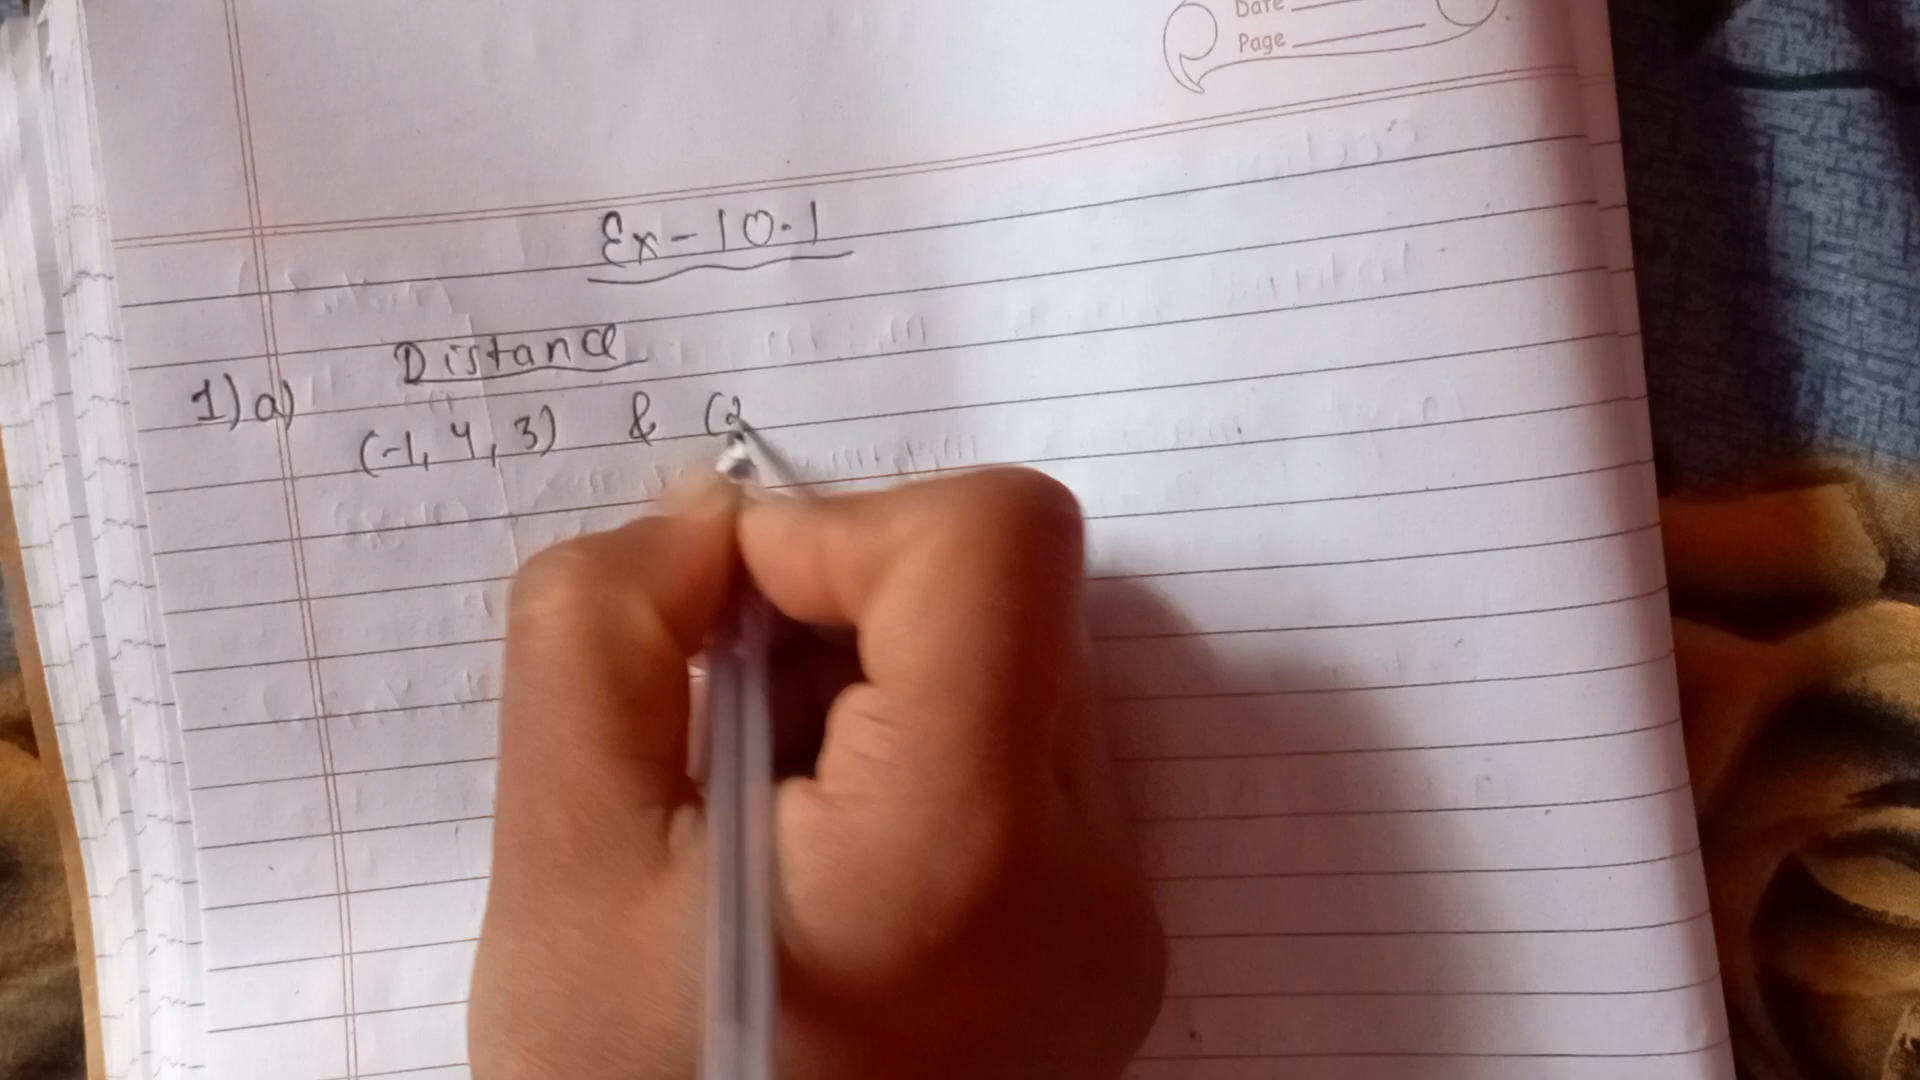 Date
Page
Ex-10.1
Distance
1) a)
(-1, 4, 3) & (2